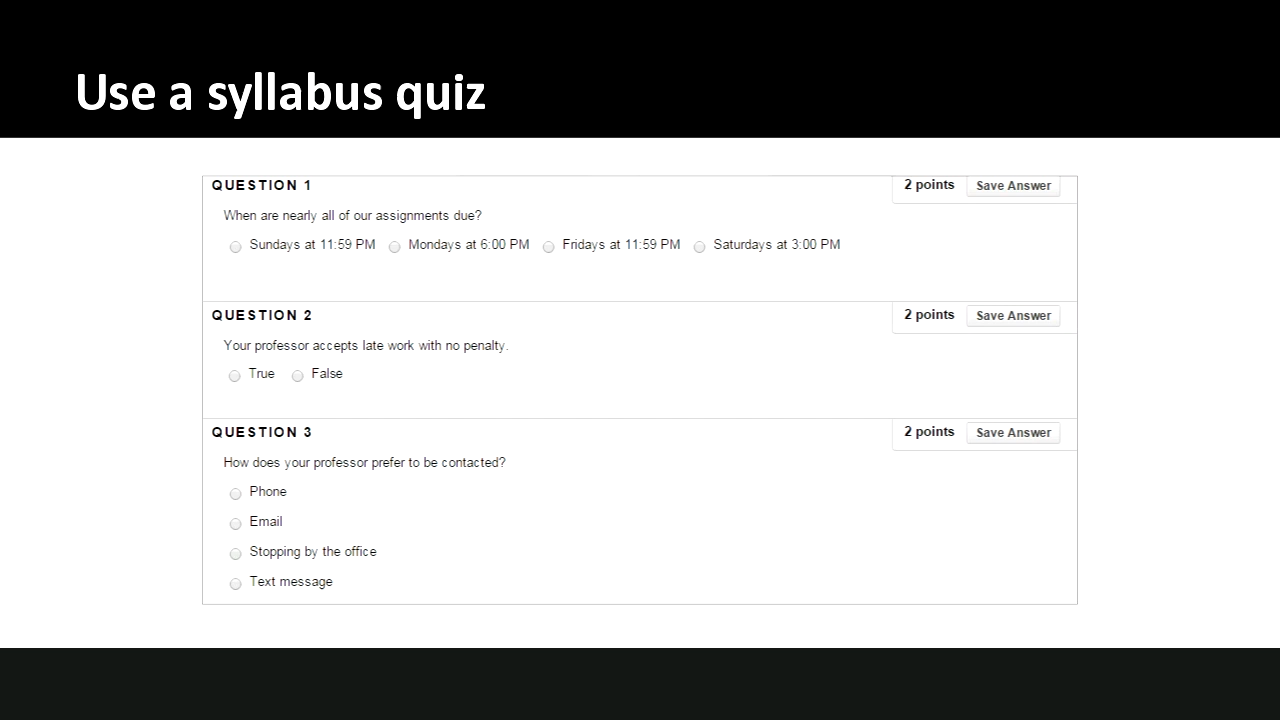 Use a syllabus quiz
QUESTION 1
2 points Save Answer
When are nearly all of our assignments due?
Sundays at 11:59 PM Mondays at 6:00 PM Fridays at 11:59 PM Saturdays at 3:00 PM
QUESTION 2
2 points Save Answer
Your professor accepts late work with no penalty.
True False
QUESTION 3
2 points Save Answer
How does your professor prefer to be contacted?
Phone
Email
Stopping by the office
Text message